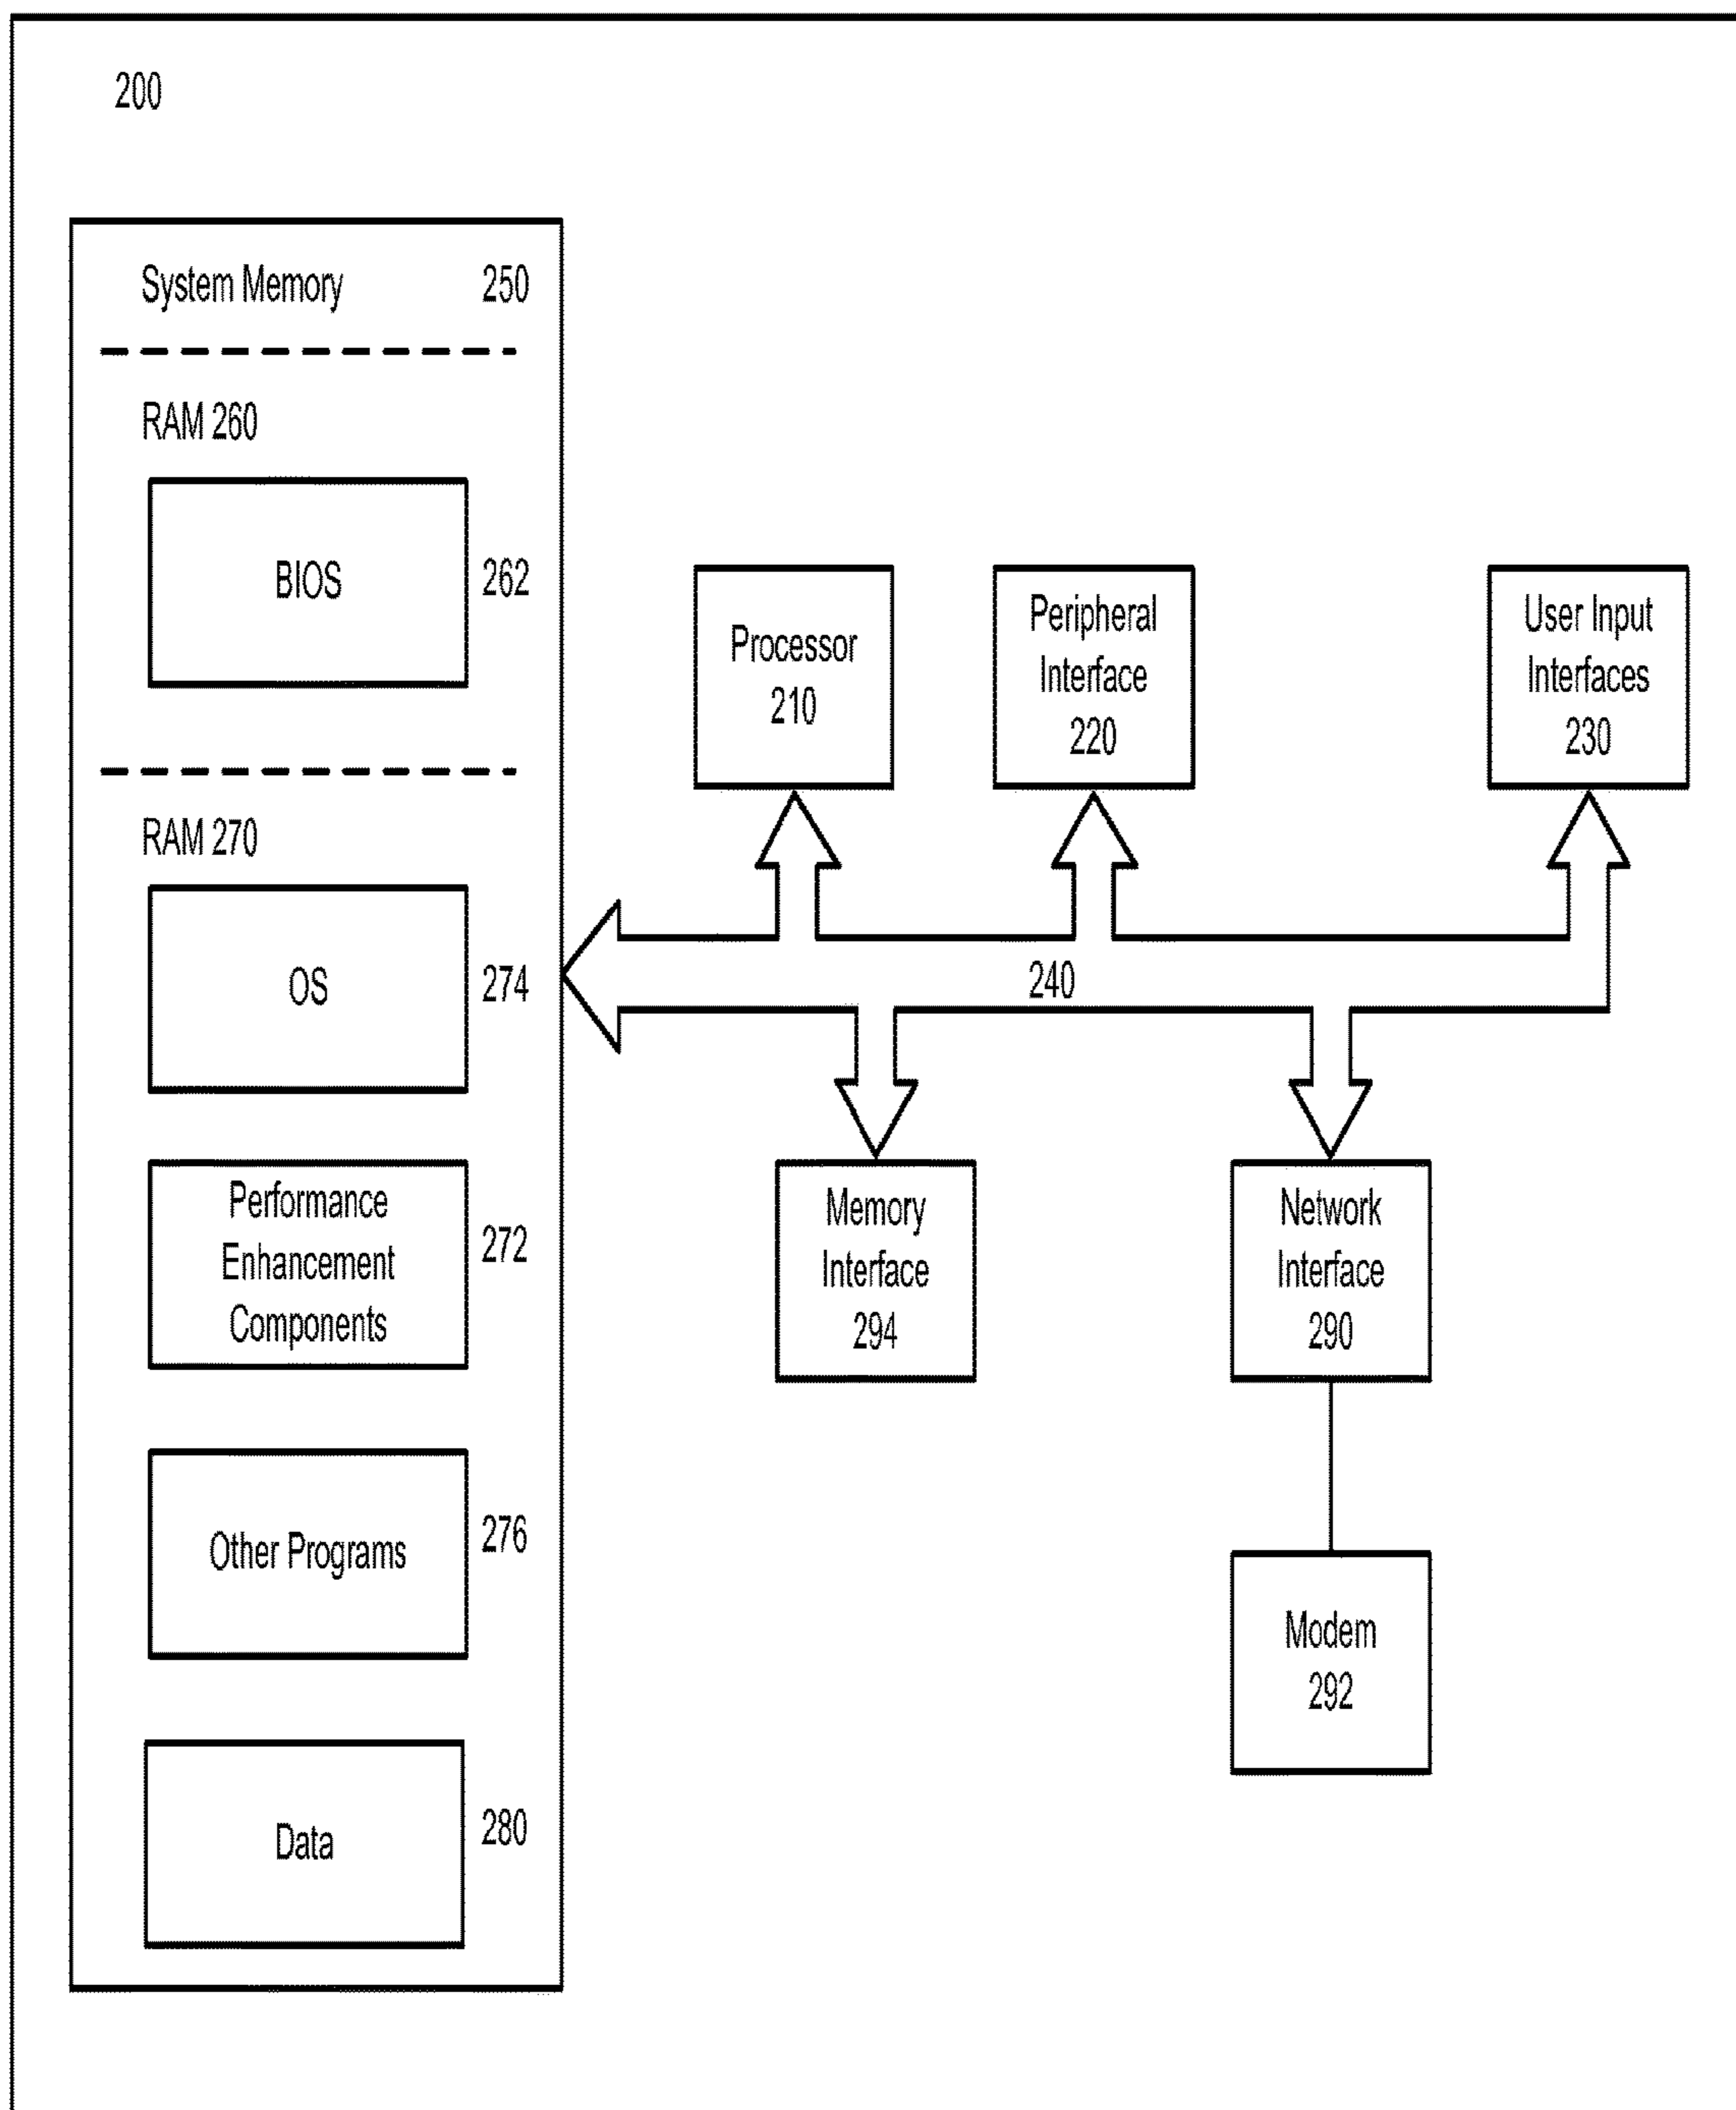 200
System Memory 250
RAM 260
BIOS 262
RAM 270
OS 274
Performance
Enhancement
Components
272
Other Programs 276
Data 280
Processor
210
Peripheral
Interface
220
User Input
Interfaces
230
240
Memory
Interface
294
Network
Interface
290
Modem
292